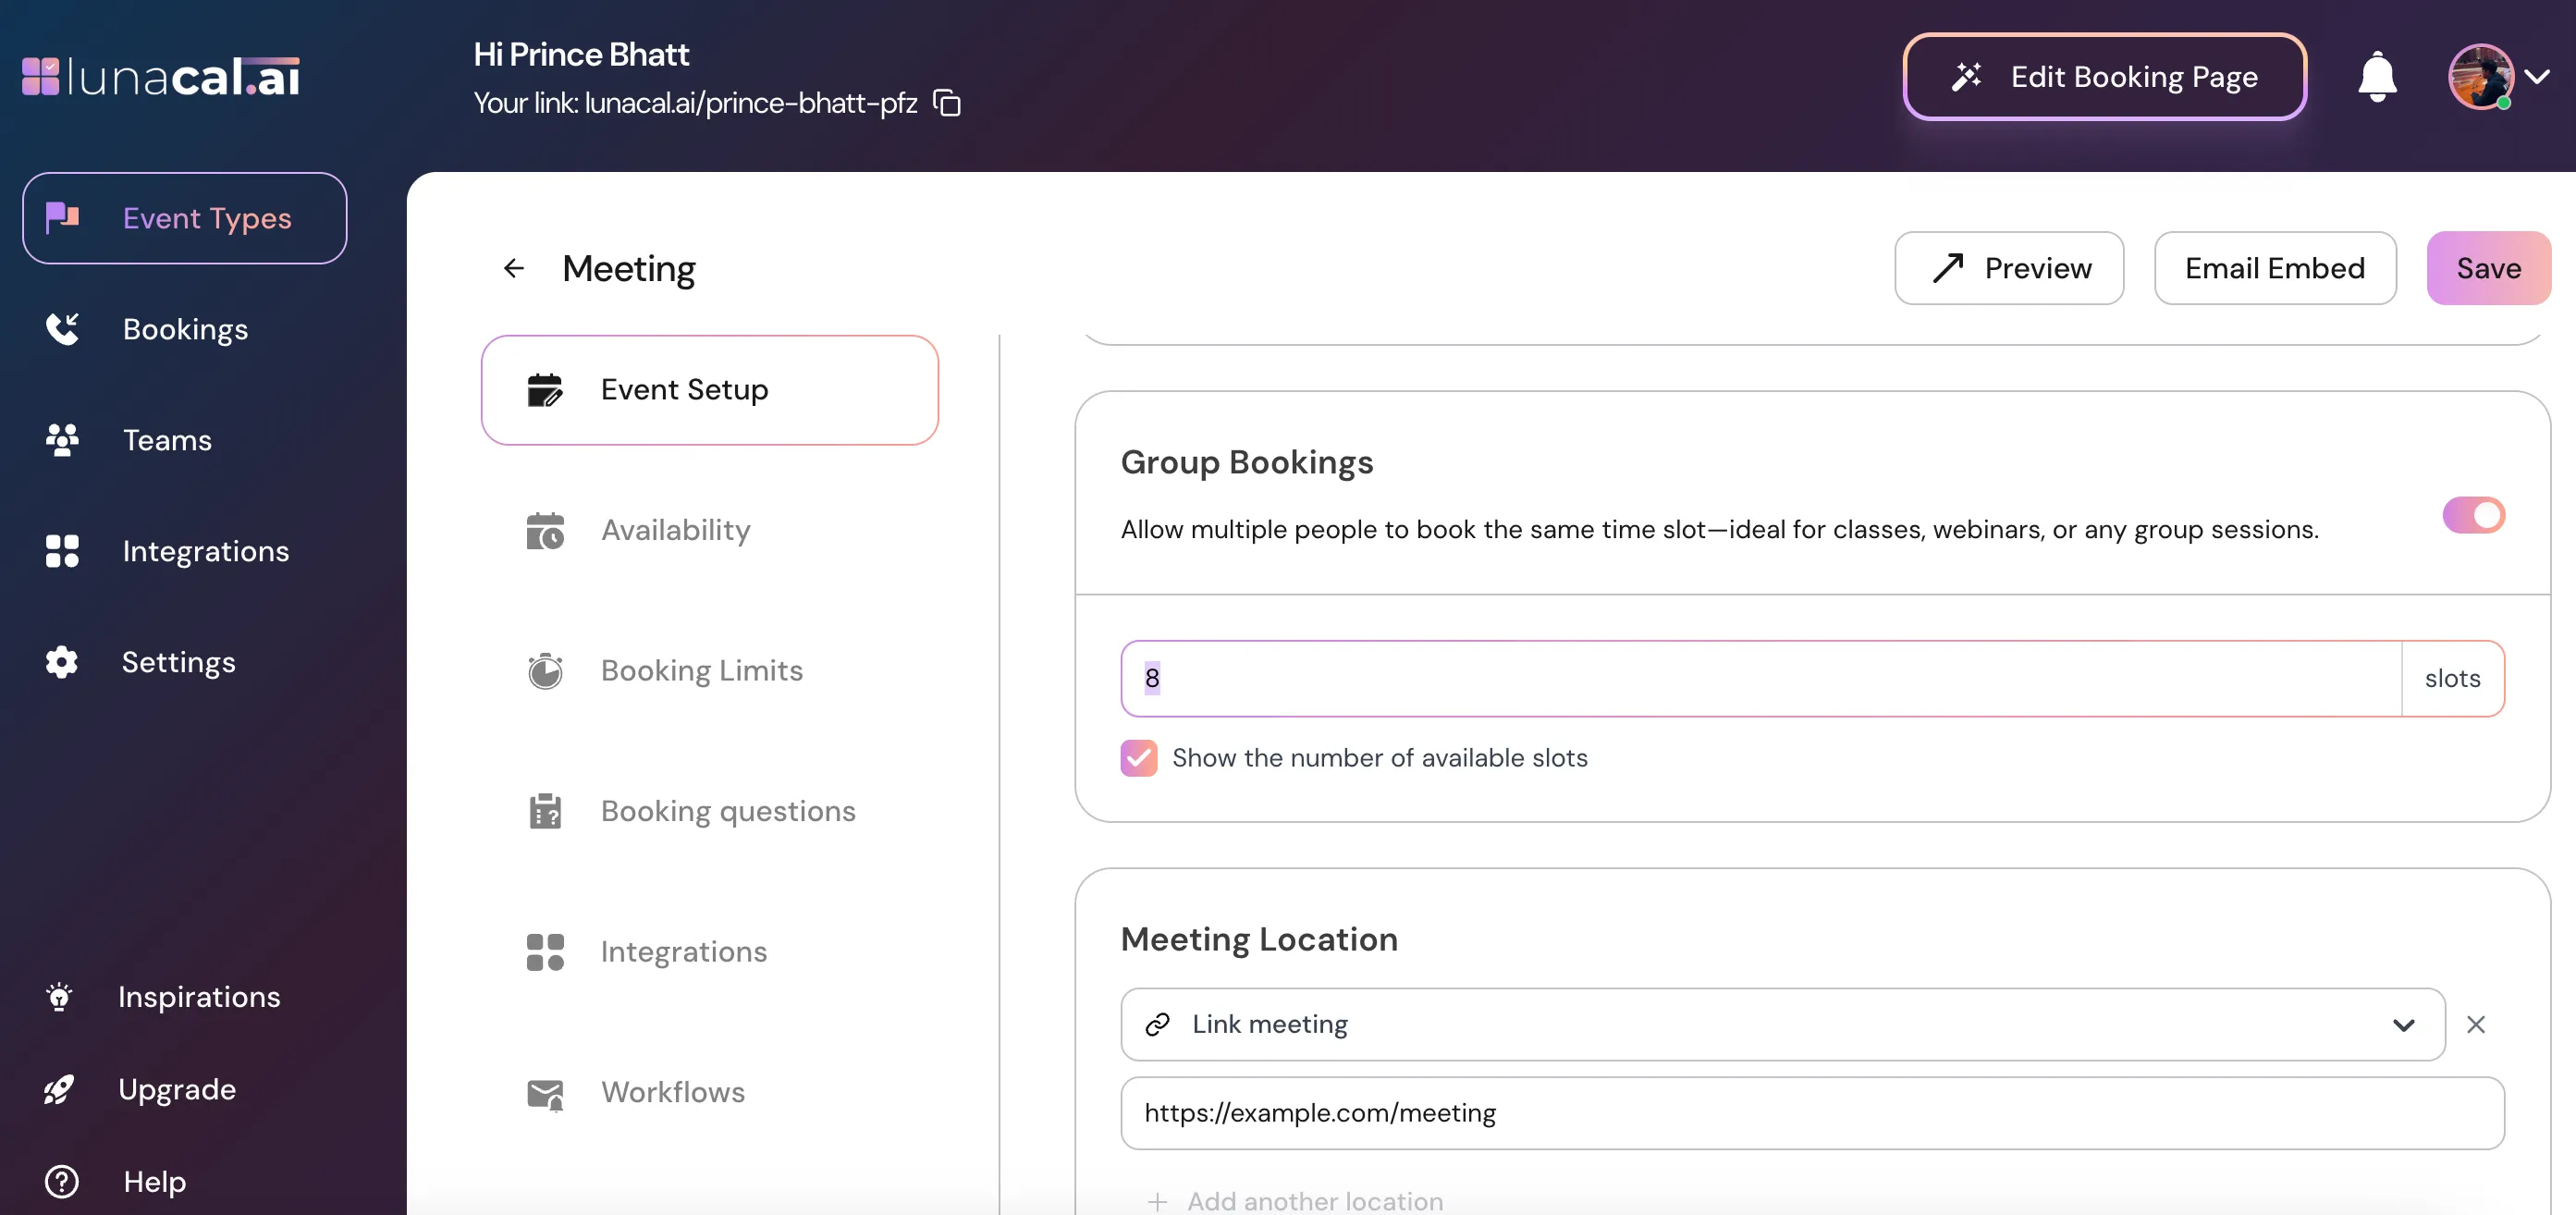 lunacal.ai
Hi Prince Bhatt
Your link: lunacal.ai/prince-bhatt-pfz
Edit Booking Page
Event Types
Bookings
Teams
Integrations
Settings
Inspirations
Upgrade
Help
Meeting
Preview
Email Embed
Save
Event Setup
Availability
Booking Limits
Booking questions
Integrations
Workflows
Group Bookings
Allow multiple people to book the same time slot—ideal for classes, webinars, or any group sessions.
8 slots
Show the number of available slots
Meeting Location
Link meeting
https://example.com/meeting
+ Add another location